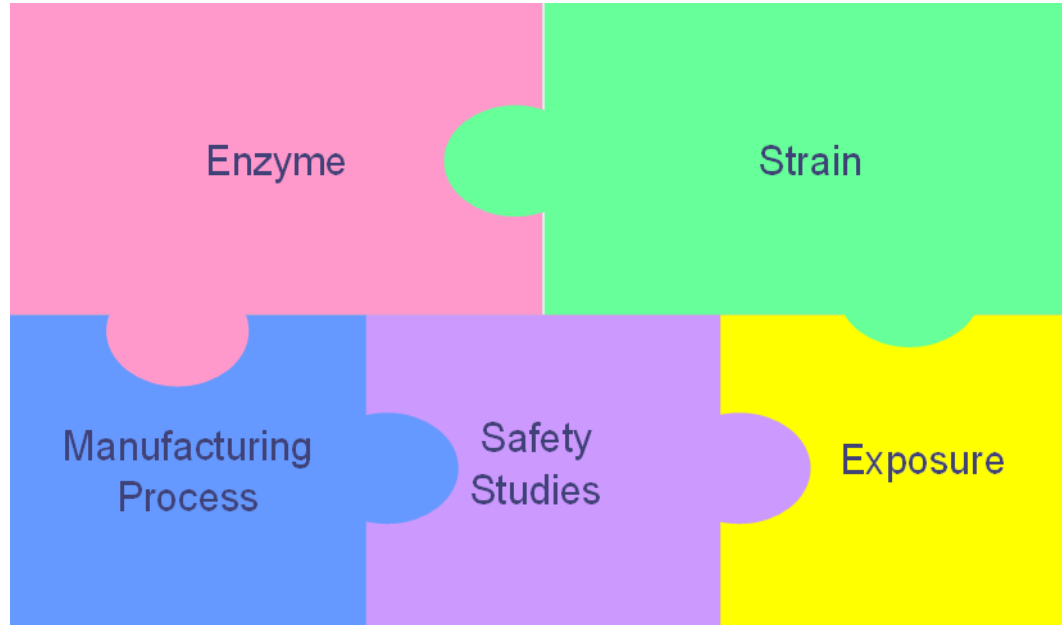 Enzyme
Strain
Manufacturing
Process
Safety
Studies
Exposure